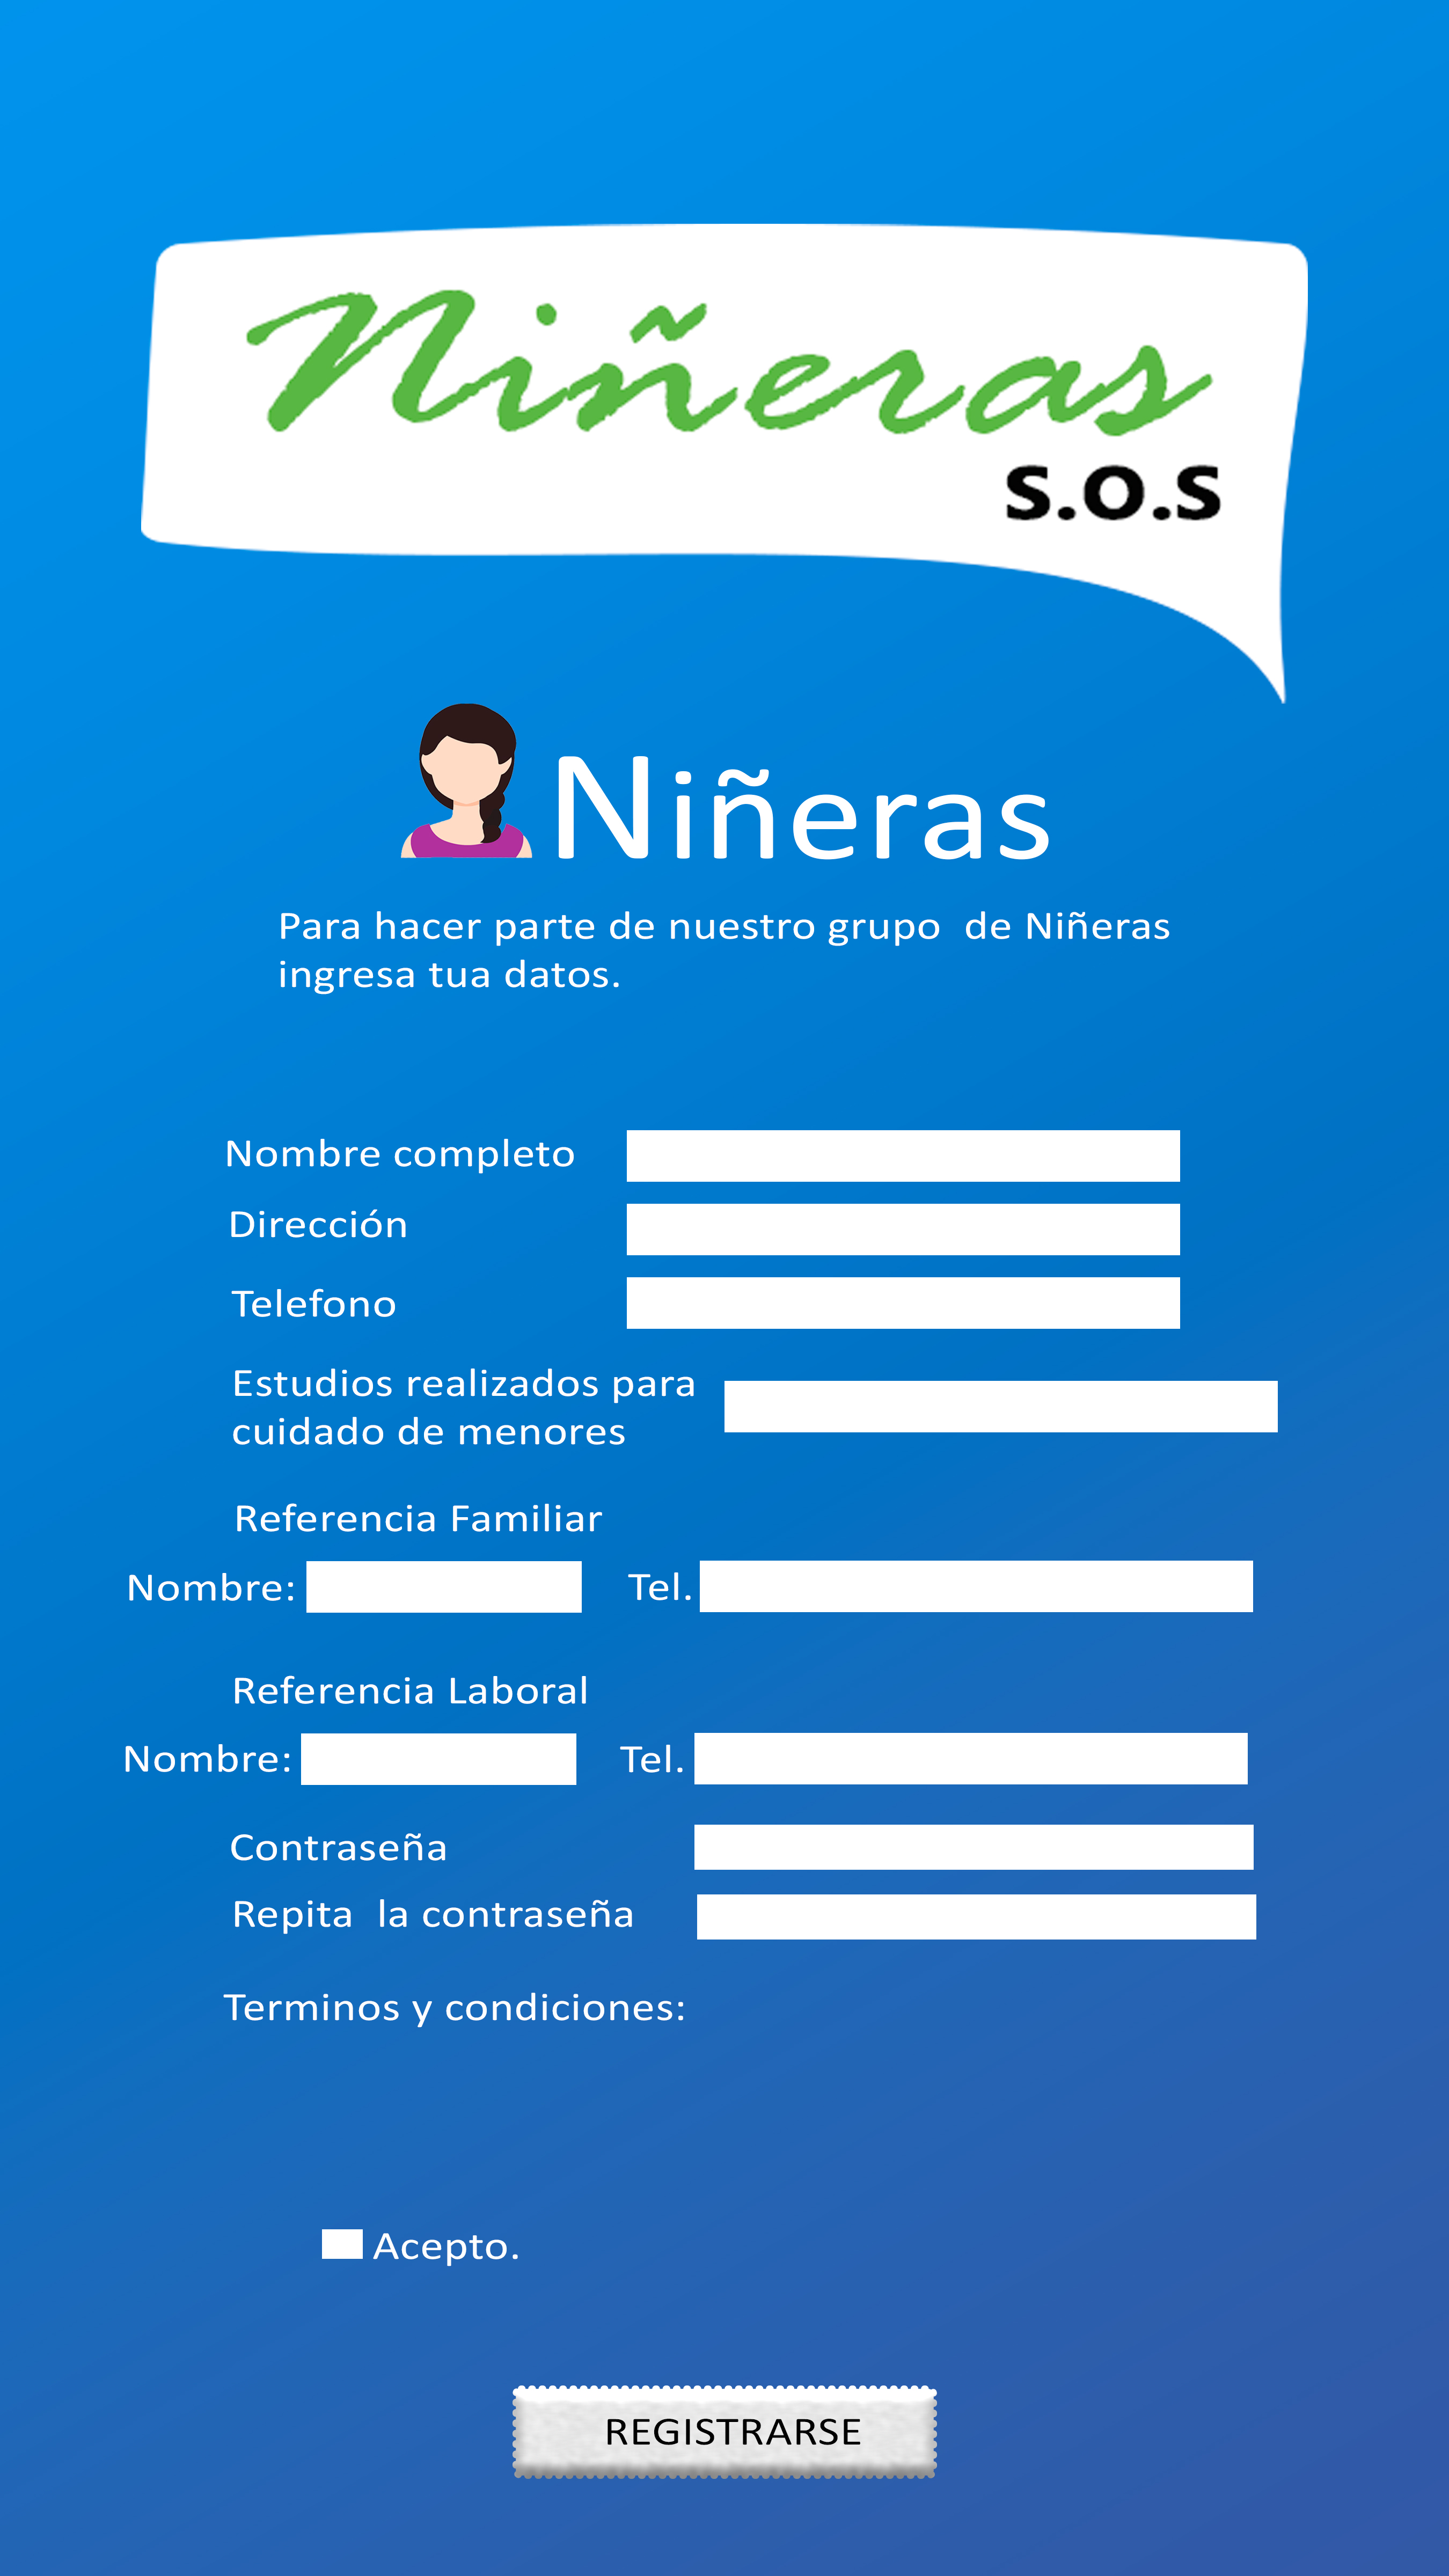 Niñeras
S.O.S
Niñeras
Para hacer parte de nuestro grupo  de Niñeras
ingresa tua datos.
Nombre completo
Dirección
Telefono
Estudios realizados para
cuidado de menores
Referencia Familiar
Nombre: Tel.
Referencia Laboral
Nombre: Tel.
Contraseña
Repita  la contraseña
Terminos y condiciones:
Acepto.
REGISTRARSE